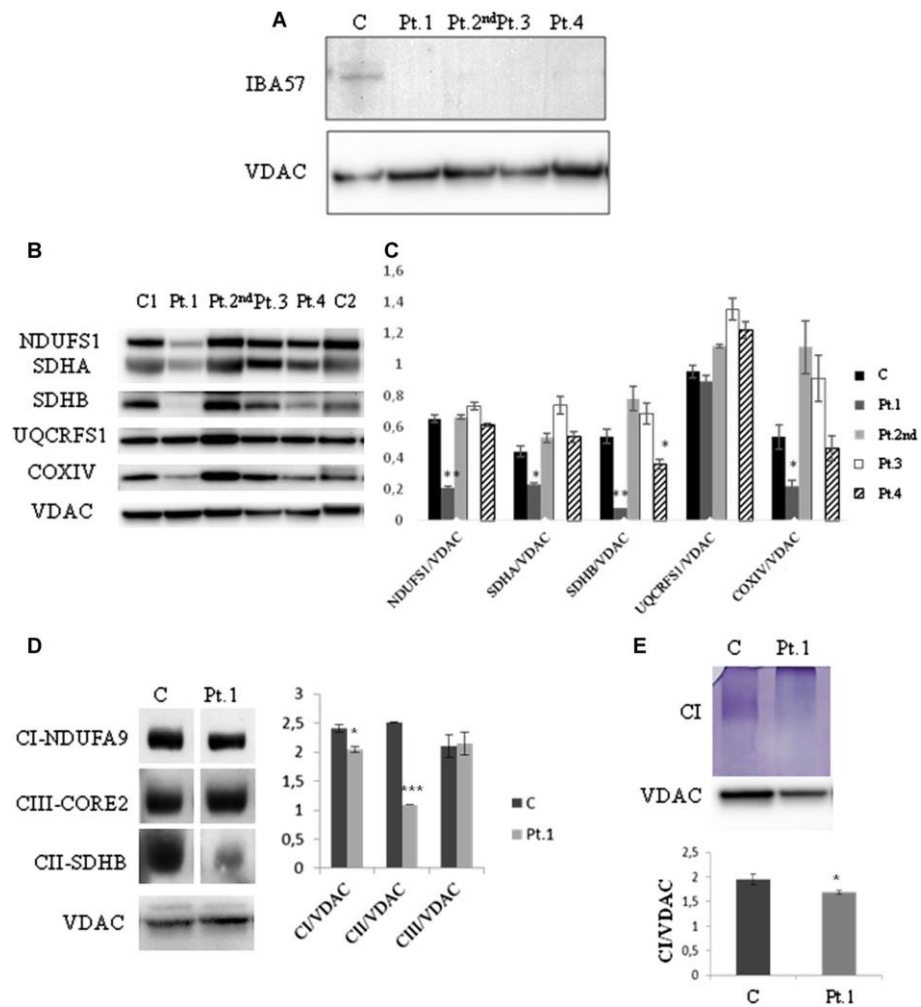 A
C Pt.1 Pt.2ⁿᵈPt.3 Pt.4
IBA57
VDAC
B
C1 Pt.1 Pt.2ⁿᵈPt.3 Pt.4 C2
NDUFS1
SDHA
SDHB
UQCRFS1
COXIV
VDAC
C
1,6
1,4
1,2
1
0,8
0,6
0,4
0,2
0
**
*
**
*
*
NDUFS1/VDAC
SDHA/VDAC
SDHB/VDAC
UQCRFS1/VDAC
COXIV/VDAC
C
Pt.1
Pt.2nd
Pt.3
Pt.4
D
C Pt.1
CI-NDUFA9
CIII-CORE2
CII-SDHB
VDAC
3
2,5
2
1,5
1
0,5
0
*
***
CI/VDAC
CII/VDAC
CIII/VDAC
C
Pt.1
E
C Pt.1
CI
VDAC
CI/VDAC
2,5
2
1,5
1
0,5
0
*
C Pt.1